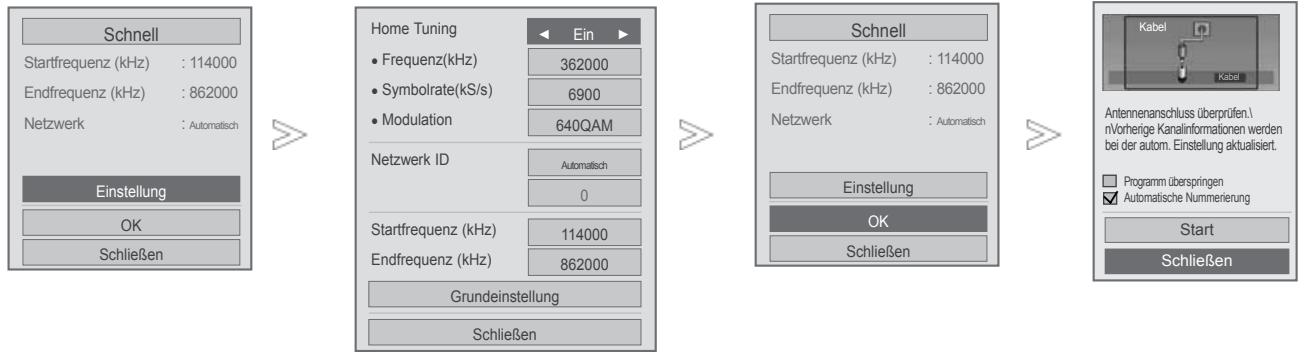 Schnell
Startfrequenz (kHz) : 114000
Endfrequenz (kHz) : 862000
Netzwerk : Automatisch
Einstellung
OK
Schließen
Home Tuning ◄ Ein ►
• Frequenz(kHz) 362000
• Symbolrate(kS/s) 6900
• Modulation 640QAM
Netzwerk ID Automatisch
0
Startfrequenz (kHz) 114000
Endfrequenz (kHz) 862000
Grundeinstellung
Schließen
Schnell
Startfrequenz (kHz) : 114000
Endfrequenz (kHz) : 862000
Netzwerk : Automatisch
Einstellung
OK
Schließen
Kabel
Kabel
Antennenanschluss überprüfen.\
nVorherige Kanalinformationen werden
bei der autom. Einstellung aktualisiert.
Programm überspringen
Automatische Nummerierung
Start
Schließen